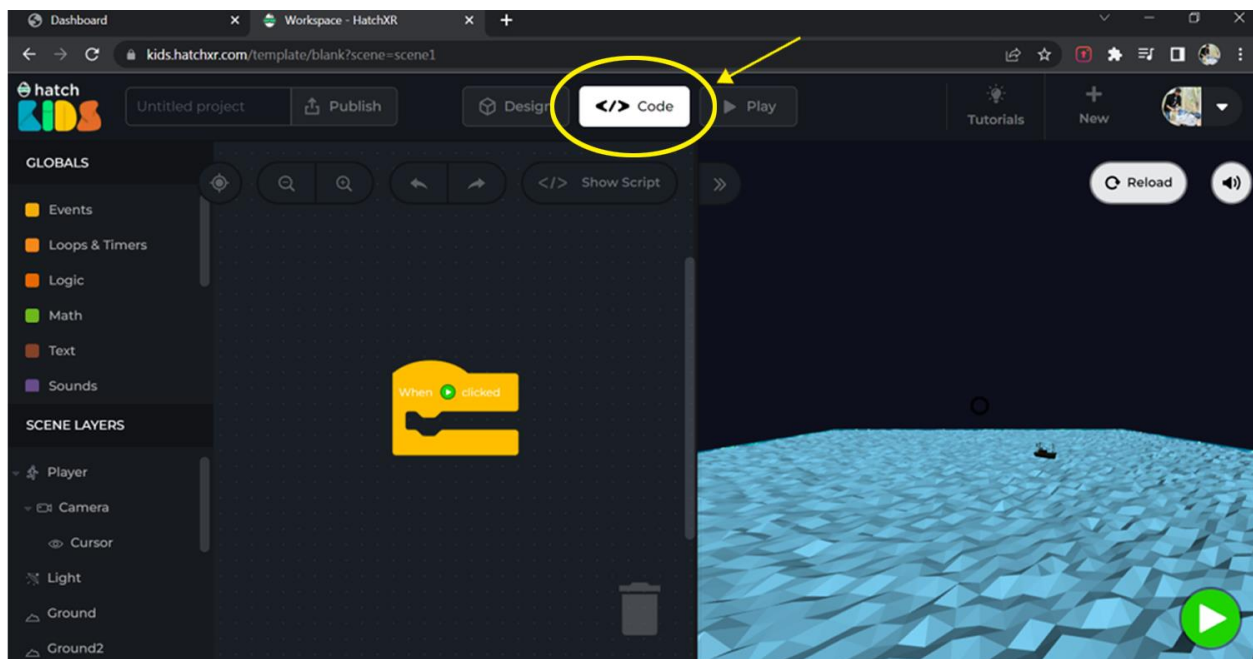 Dashboard
Workspace - HatchXR
kids.hatchxr.com/template/blank?scene=scene1
hatch
KIDS
Untitled project
Publish
Design
</> Code
Play
Tutorials
New
GLOBALS
</> Show Script
Reload
Events
Loops & Timers
Logic
Math
Text
Sounds
When clicked
SCENE LAYERS
Player
Camera
Cursor
Light
Ground
Ground2